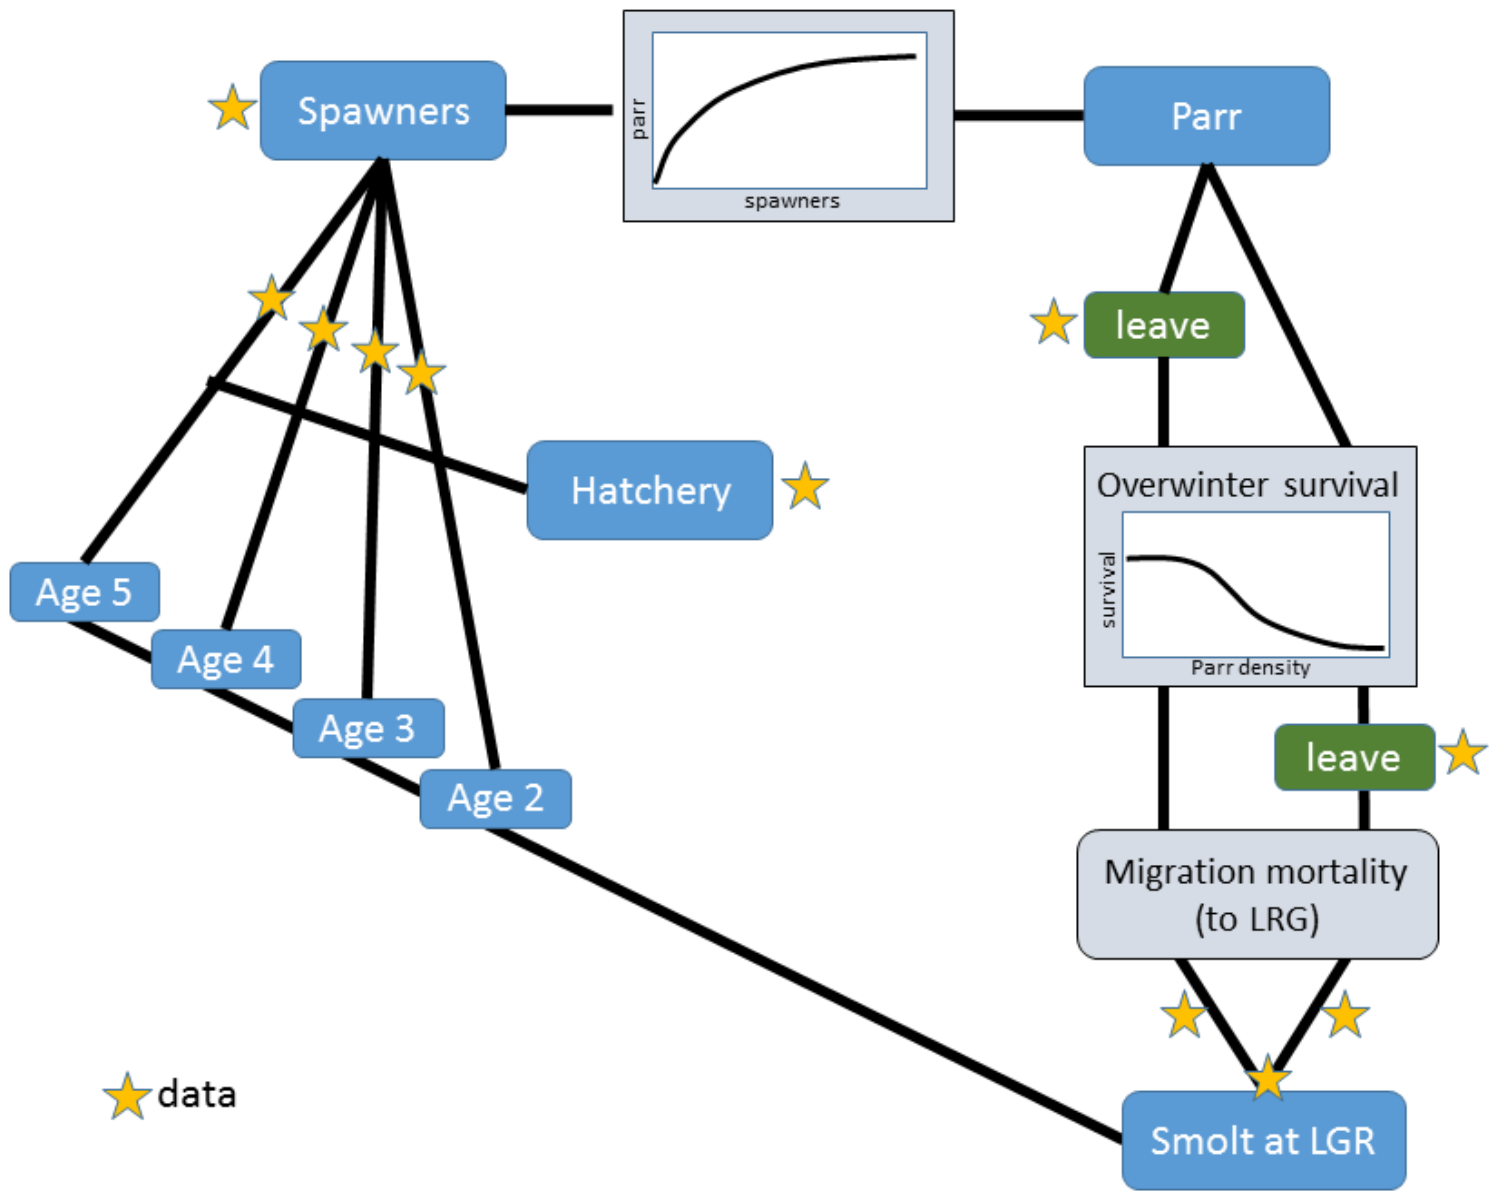 Spawners
parr
spawners
Parr
leave
Hatchery
Overwinter survival
survival
Parr density
Age 5
Age 4
Age 3
Age 2
leave
Migration mortality
(to LRG)
data
Smolt at LGR